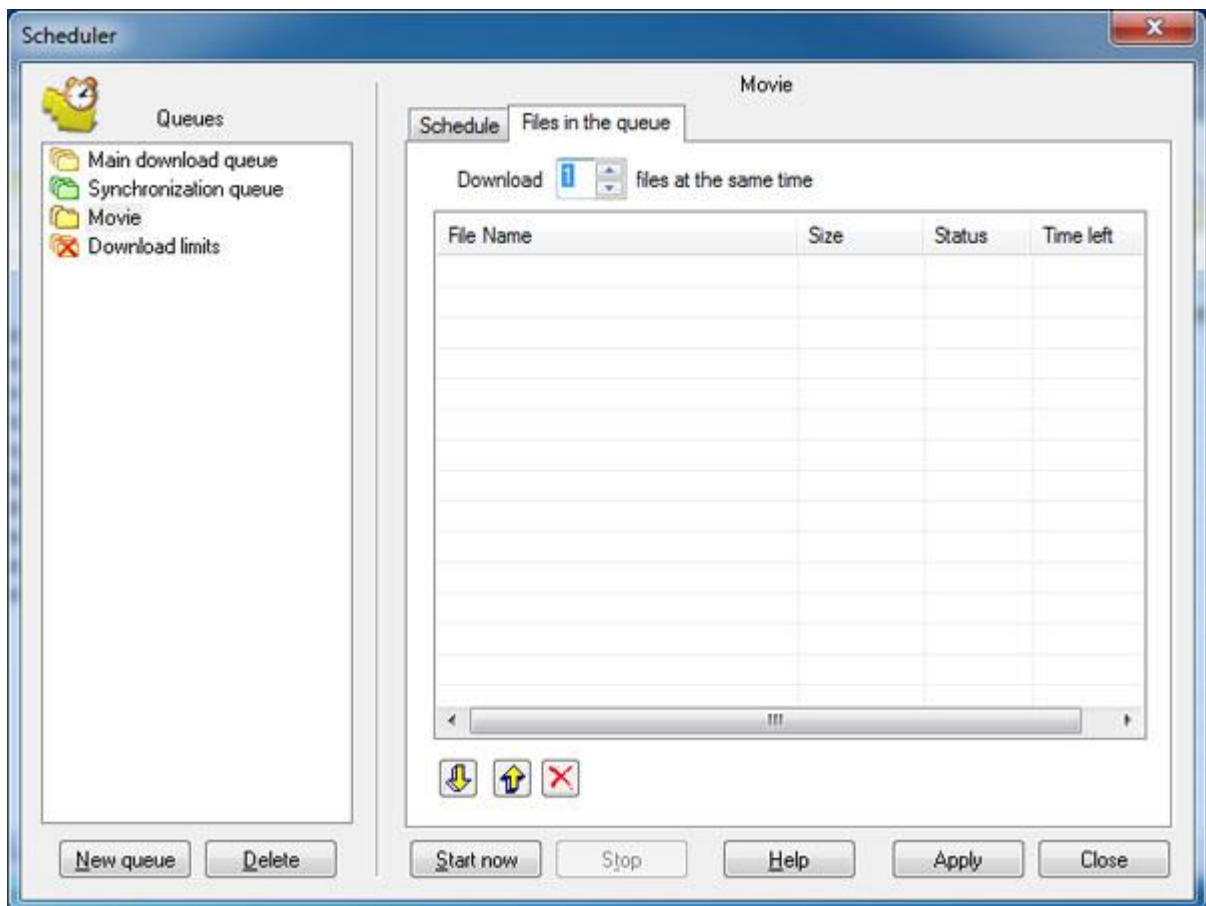 Scheduler
Queues
Main download queue
Synchronization queue
Movie
Download limits
New queue
Delete
Movie
Schedule
Files in the queue
Download 1 files at the same time
File Name Size Status Time left
Start now
Stop
Help
Apply
Close